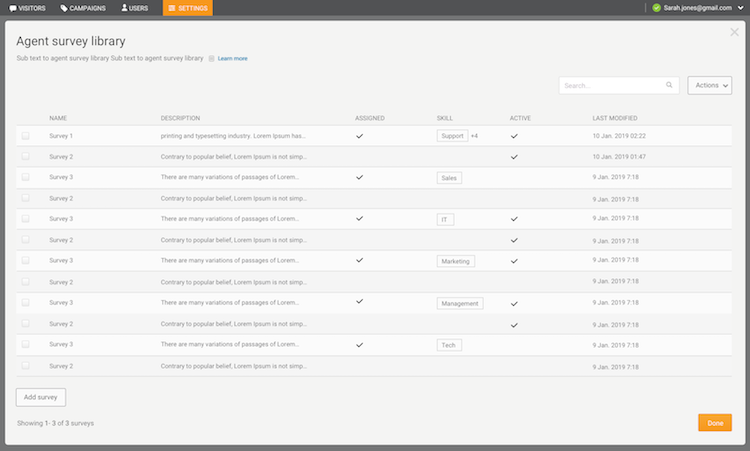 VISITORS CAMPAIGNS USERS SETTINGS Sarah.jones@gmail.com
Agent survey library
Sub text to agent survey library Sub text to agent survey library Learn more
Search... Actions
NAME DESCRIPTION ASSIGNED SKILL ACTIVE LAST MODIFIED
Survey 1 printing and typesetting industry. Lorem Ipsum has... Support +4 10 Jan. 2019 02:22
Survey 2 Contrary to popular belief, Lorem Ipsum is not simp... 10 Jan. 2019 01:47
Survey 3 There are many variations of passages of Lorem... Sales 9 Jan. 2019 7:18
Survey 2 Contrary to popular belief, Lorem Ipsum is not simp... 9 Jan. 2019 7:18
Survey 3 There are many variations of passages of Lorem... IT 9 Jan. 2019 7:18
Survey 2 Contrary to popular belief, Lorem Ipsum is not simp... 9 Jan. 2019 7:18
Survey 3 There are many variations of passages of Lorem... Marketing 9 Jan. 2019 7:18
Survey 2 Contrary to popular belief, Lorem Ipsum is not simp... 9 Jan. 2019 7:18
Survey 3 There are many variations of passages of Lorem... Management 9 Jan. 2019 7:18
Survey 2 Contrary to popular belief, Lorem Ipsum is not simp... 9 Jan. 2019 7:18
Survey 3 There are many variations of passages of Lorem... Tech 9 Jan. 2019 7:18
Survey 2 Contrary to popular belief, Lorem Ipsum is not simp... 9 Jan. 2019 7:18
Add survey
Showing 1- 3 of 3 surveys Done